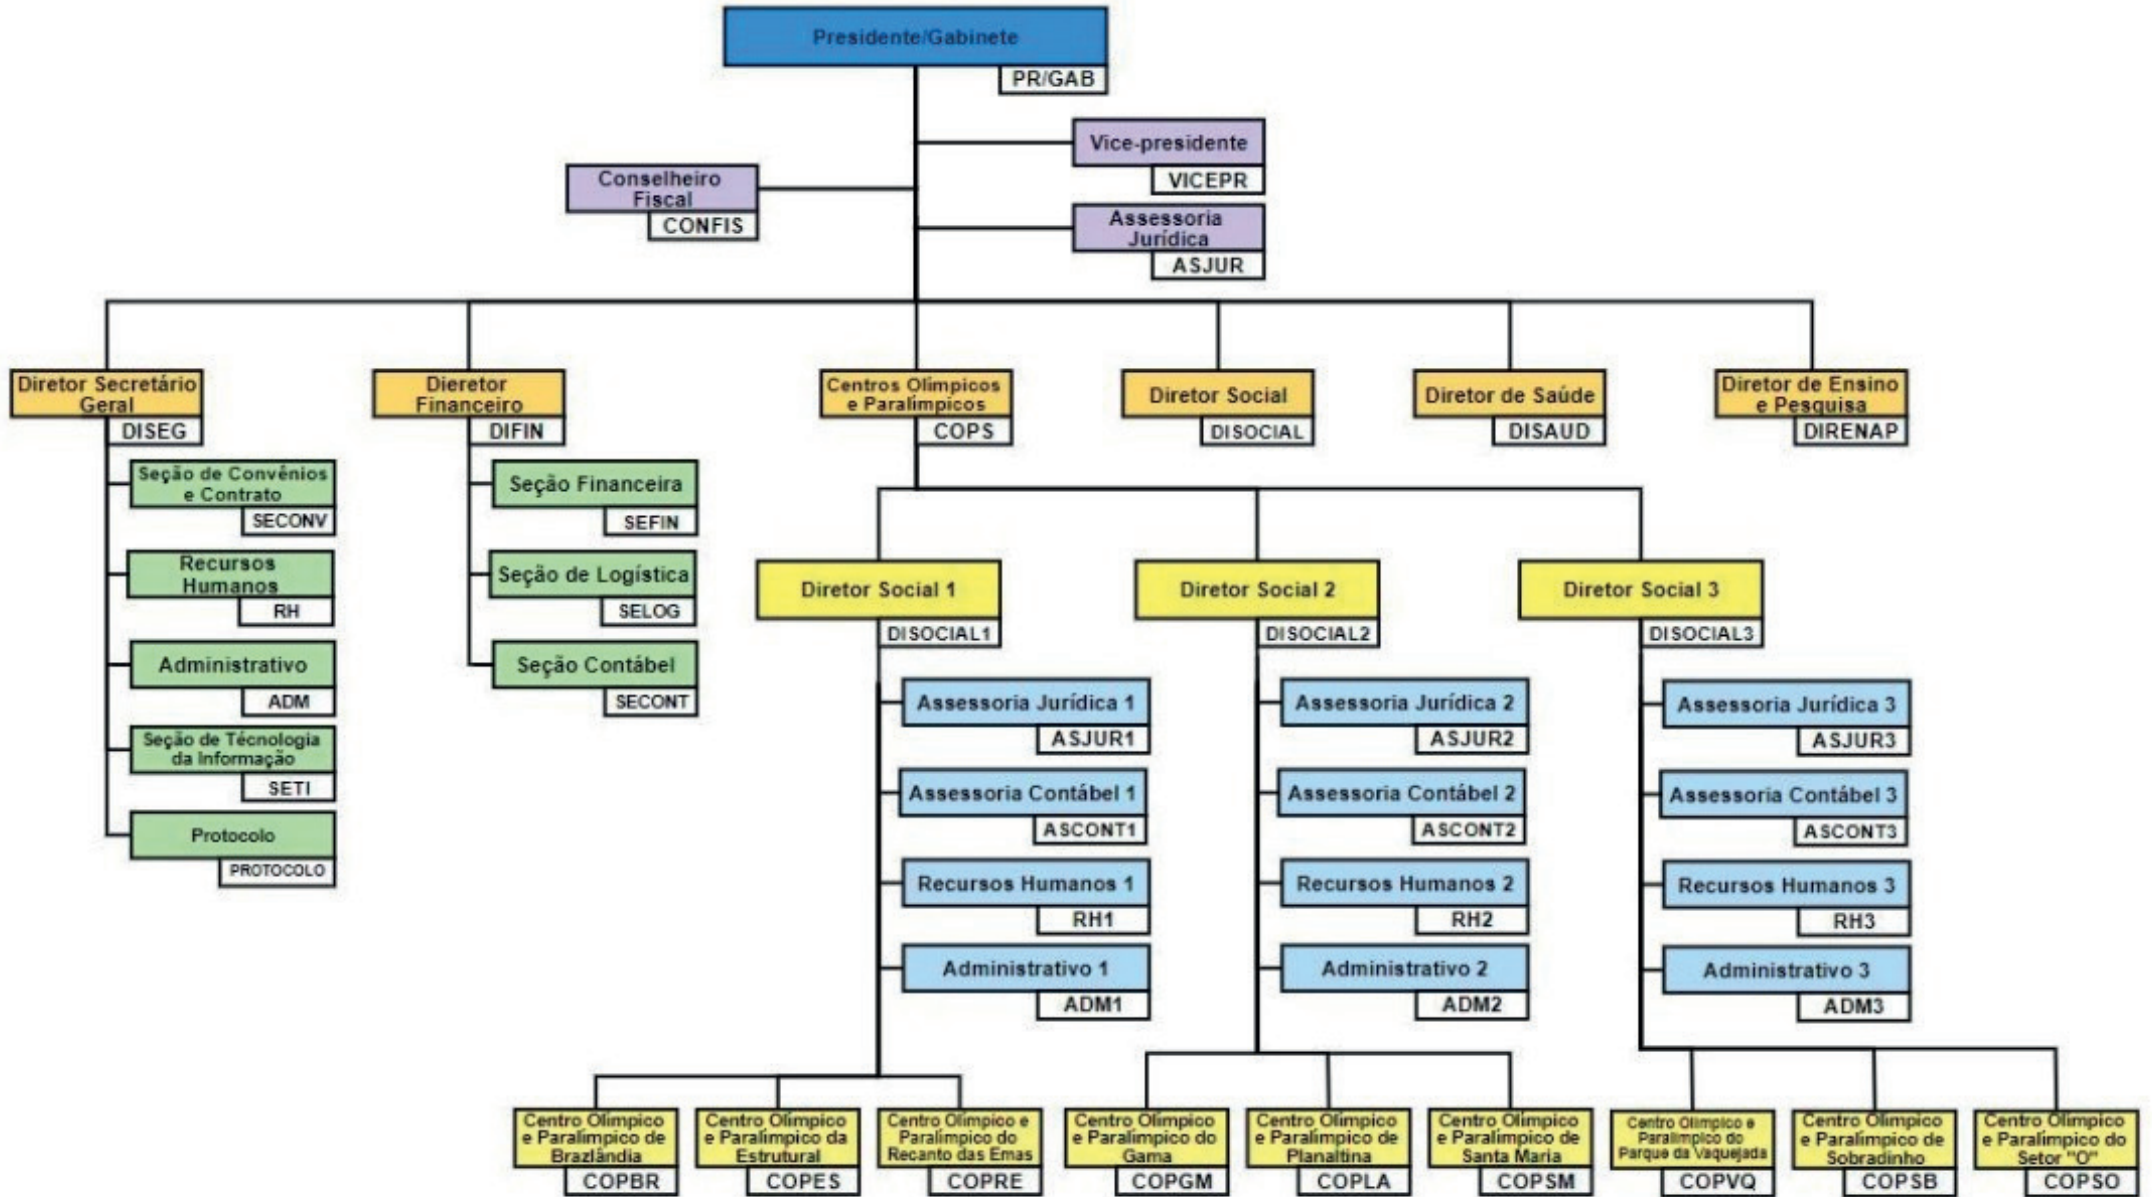 Presidente/Gabinete
PR/GAB
Vice-presidente
VICEPR
Conselheiro
Fiscal
CONFIS
Assessoria
Jurídica
ASJUR
Diretor Secretário
Geral
DISEG
Dieretor
Financeiro
DIFIN
Centros Olímpicos
e Paralímpicos
COPS
Diretor Social
DISOCIAL
Diretor de Saúde
DISAUD
Diretor de Ensino
e Pesquisa
DIRENAP
Seção de Convênios
e Contrato
SECONV
Recursos
Humanos
RH
Administrativo
ADM
Seção de Técnologia
da Informação
SETI
Protocolo
PROTOCOLO
Seção Financeira
SEFIN
Seção de Logística
SELOG
Seção Contábel
SECONT
Diretor Social 1
DISOCIAL1
Assessoria Jurídica 1
ASJUR1
Assessoria Contábel 1
ASCONT1
Recursos Humanos 1
RH1
Administrativo 1
ADM1
Diretor Social 2
DISOCIAL2
Assessoria Jurídica 2
ASJUR2
Assessoria Contábel 2
ASCONT2
Recursos Humanos 2
RH2
Administrativo 2
ADM2
Diretor Social 3
DISOCIAL3
Assessoria Jurídica 3
ASJUR3
Assessoria Contábel 3
ASCONT3
Recursos Humanos 3
RH3
Administrativo 3
ADM3
Centro Olímpico
e Paralímpico de
Brazlândia
COPBR
Centro Olímpico
e Paralímpico da
Estrutural
COPES
Centro Olímpico e
Paralímpico do
Recanto das Emas
COPRE
Centro Olímpico
e Paralímpico do
Gama
COPGM
Centro Olímpico
e Paralímpico de
Planaltina
COPLA
Centro Olímpico
e Paralímpico de
Santa Maria
COPSM
Centro Olímpico e
Paralímpico do
Parque da Vaquejada
COPVQ
Centro Olímpico
e Paralímpico de
Sobradinho
COPSB
Centro Olímpico
e Paralímpico do
Setor "O"
COPSO